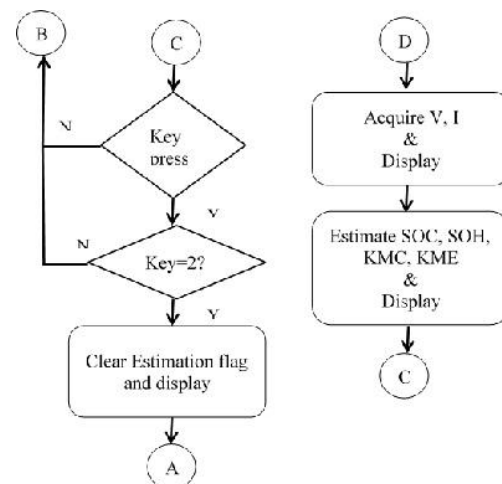 B
C
N
Key
press
Y
N
Key=2?
Y
Clear Estimation flag
and display
A
D
Acquire V, I
&
Display
Estimate SOC, SOH,
KMC, KME
&
Display
C